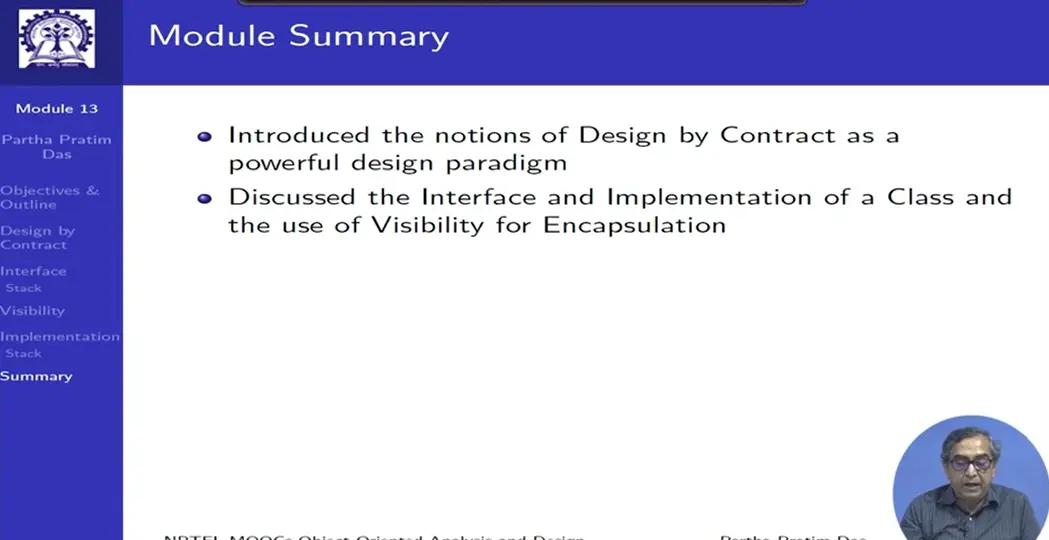 Module Summary
Module 13
Partha Pratim
Das
Objectives &
Outline
Design by
Contract
Interface
Stack
Visibility
Implementation
Stack
Summary
Introduced the notions of Design by Contract as a
powerful design paradigm
Discussed the Interface and Implementation of a Class and
the use of Visibility for Encapsulation
NPTEL MOOCs Object Oriented Analysis and Design
Partha Pratim Das